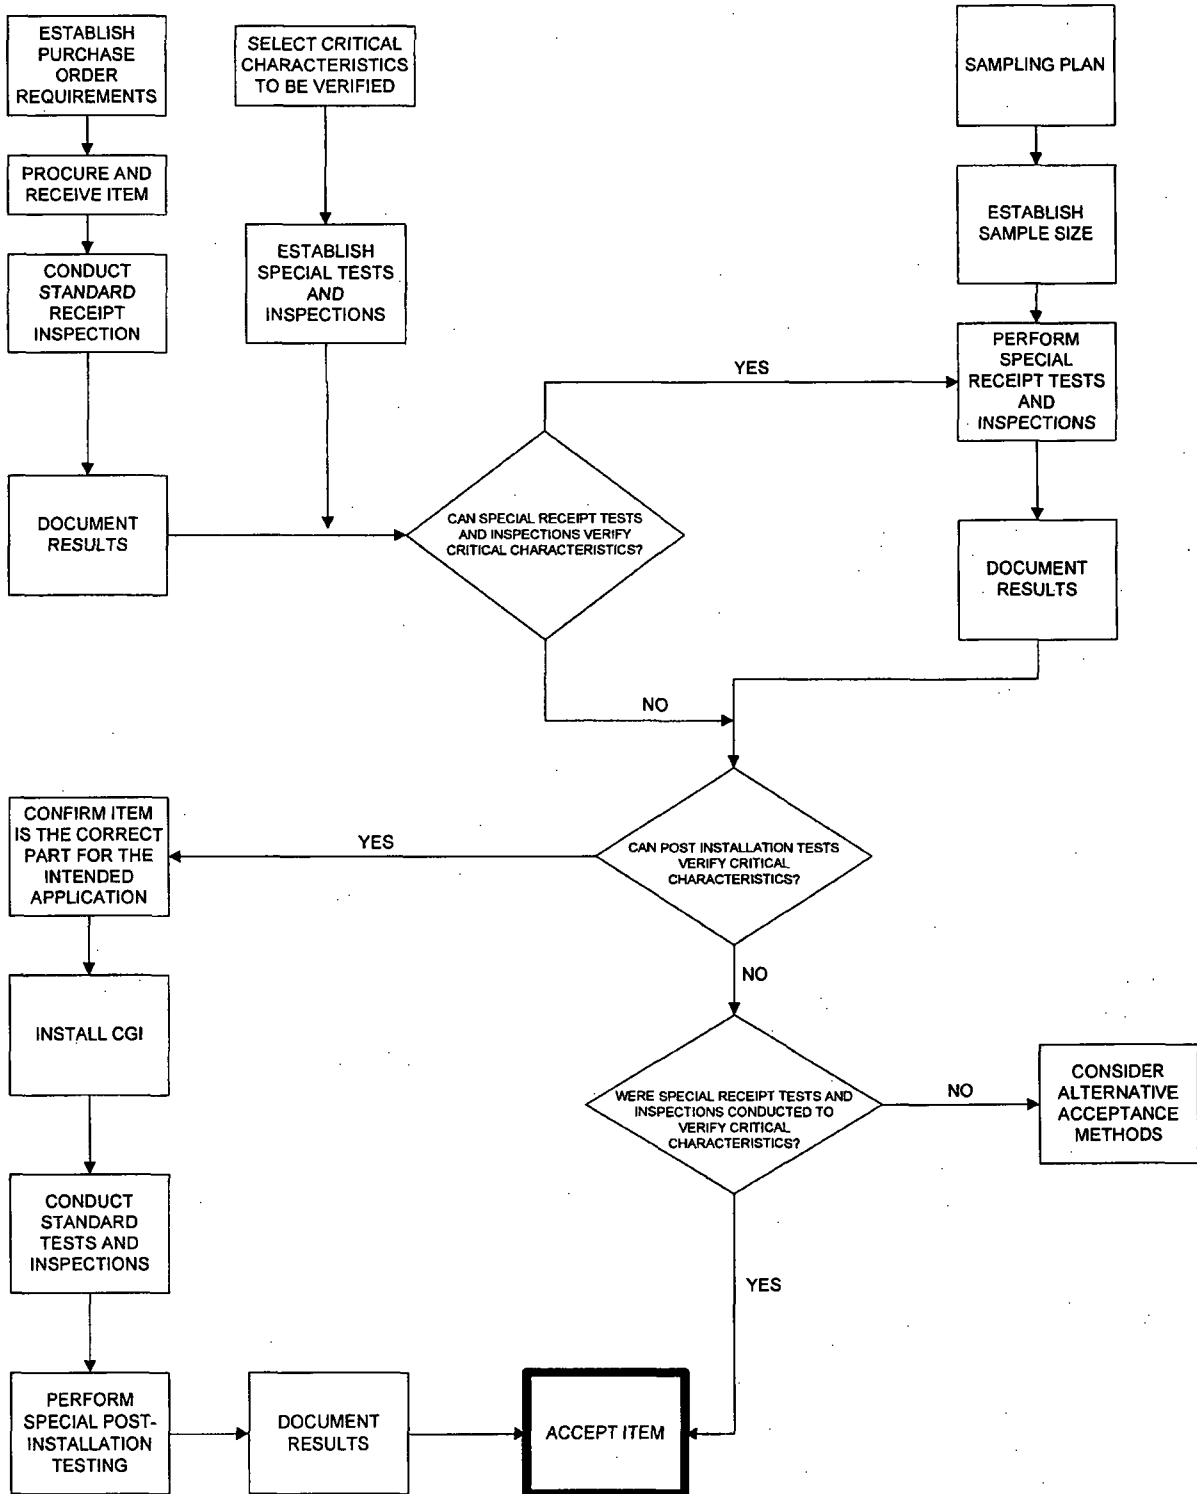 ESTABLISH
PURCHASE
ORDER
REQUIREMENTS
SELECT CRITICAL
CHARACTERISTICS
TO BE VERIFIED
SAMPLING PLAN
PROCURE AND
RECEIVE ITEM
ESTABLISH
SAMPLE SIZE
CONDUCT
STANDARD
RECEIPT
INSPECTION
ESTABLISH
SPECIAL TESTS
AND
INSPECTIONS
PERFORM
SPECIAL
RECEIPT TESTS
AND
INSPECTIONS
YES
DOCUMENT
RESULTS
CAN SPECIAL RECEIPT TESTS
AND INSPECTIONS VERIFY
CRITICAL CHARACTERISTICS?
DOCUMENT
RESULTS
NO
CONFIRM ITEM
IS THE CORRECT
PART FOR THE
INTENDED
APPLICATION
YES
CAN POST INSTALLATION TESTS
VERIFY CRITICAL
CHARACTERISTICS?
NO
INSTALL CGI
WERE SPECIAL RECEIPT TESTS AND
INSPECTIONS CONDUCTED TO
VERIFY CRITICAL
CHARACTERISTICS?
NO
CONSIDER
ALTERNATIVE
ACCEPTANCE
METHODS
CONDUCT
STANDARD
TESTS AND
INSPECTIONS
YES
PERFORM
SPECIAL POST-
INSTALLATION
TESTING
DOCUMENT
RESULTS
ACCEPT ITEM